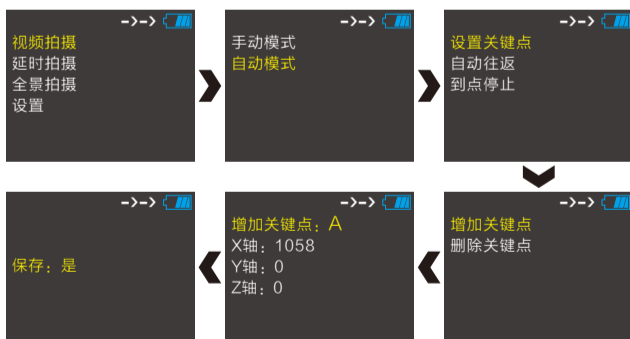 ->->
视频拍摄
延时拍摄
全景拍摄
设置
->->
手动模式
自动模式
->->
设置关键点
自动往返
到点停止
->->
增加关键点
删除关键点
->->
增加关键点：A
X轴：1058
Y轴：0
Z轴：0
->->
保存：是